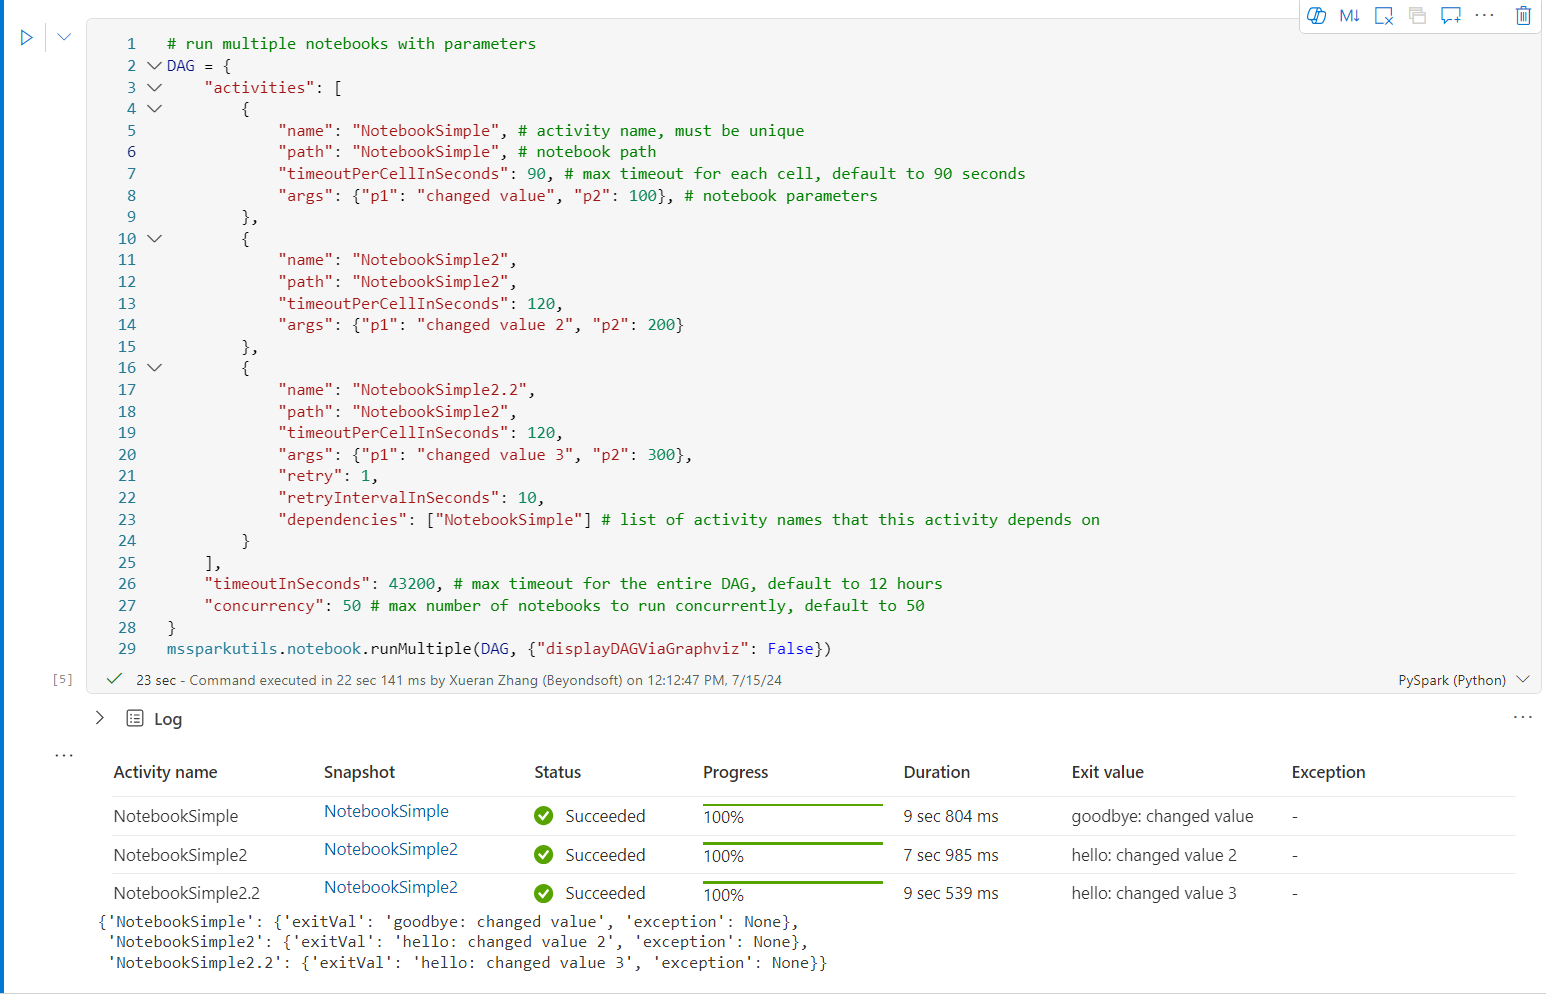 M↓
1 # run multiple notebooks with parameters
2 DAG = {
3     "activities": [
4         {
5             "name": "NotebookSimple", # activity name, must be unique
6             "path": "NotebookSimple", # notebook path
7             "timeoutPerCellInSeconds": 90, # max timeout for each cell, default to 90 seconds
8             "args": {"p1": "changed value", "p2": 100}, # notebook parameters
9         },
10         {
11             "name": "NotebookSimple2",
12             "path": "NotebookSimple2",
13             "timeoutPerCellInSeconds": 120,
14             "args": {"p1": "changed value 2", "p2": 200}
15         },
16         {
17             "name": "NotebookSimple2.2",
18             "path": "NotebookSimple2",
19             "timeoutPerCellInSeconds": 120,
20             "args": {"p1": "changed value 3", "p2": 300},
21             "retry": 1,
22             "retryIntervalInSeconds": 10,
23             "dependencies": ["NotebookSimple"] # list of activity names that this activity depends on
24         }
25     ],
26     "timeoutInSeconds": 43200, # max timeout for the entire DAG, default to 12 hours
27     "concurrency": 50 # max number of notebooks to run concurrently, default to 50
28 }
29 mssparkutils.notebook.runMultiple(DAG, {"displayDAGViaGraphviz": False})
[5] 23 sec - Command executed in 22 sec 141 ms by Xueran Zhang (Beyondsoft) on 12:12:47 PM, 7/15/24 PySpark (Python)
Log
Activity name Snapshot Status Progress Duration Exit value Exception
NotebookSimple NotebookSimple Succeeded 100% 9 sec 804 ms goodbye: changed value -
NotebookSimple2 NotebookSimple2 Succeeded 100% 7 sec 985 ms hello: changed value 2 -
NotebookSimple2.2 NotebookSimple2 Succeeded 100% 9 sec 539 ms hello: changed value 3 -
{'NotebookSimple': {'exitVal': 'goodbye: changed value', 'exception': None},
 'NotebookSimple2': {'exitVal': 'hello: changed value 2', 'exception': None},
 'NotebookSimple2.2': {'exitVal': 'hello: changed value 3', 'exception': None}}